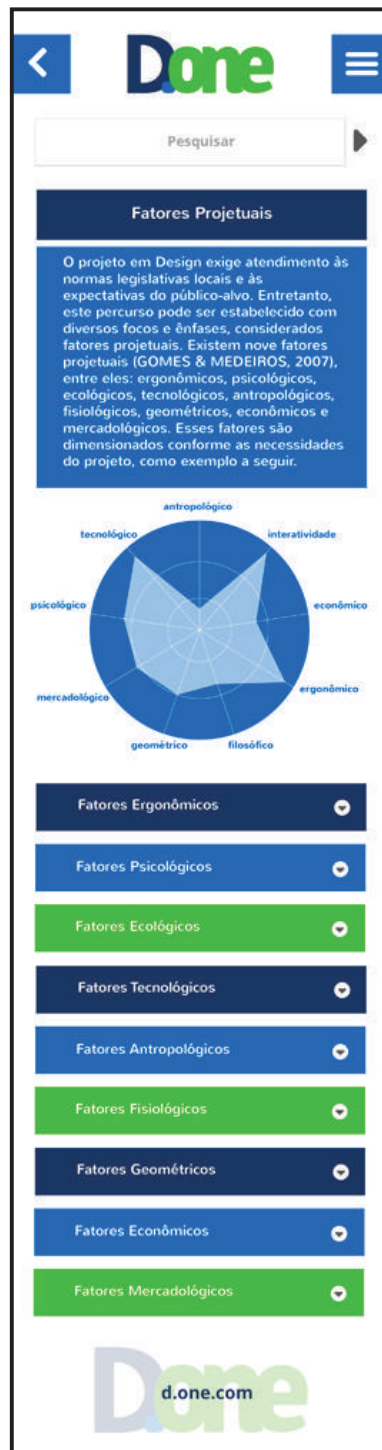 D.one
Pesquisar
Fatores Projetuais
O projeto em Design exige atendimento às
normas legislativas locais e às
expectativas do público-alvo. Entretanto,
este percurso pode ser estabelecido com
diversos focos e ênfases, considerados
fatores projetuais. Existem nove fatores
projetuais (GOMES & MEDEIROS, 2007),
entre eles: ergonômicos, psicológicos,
ecológicos, tecnológicos, antropológicos,
fisiológicos, geométricos, econômicos e
mercadológicos. Esses fatores são
dimensionados conforme as necessidades
do projeto, como exemplo a seguir.
antropológico
tecnológico
interatividade
psicológico
econômico
mercadológico
ergonômico
geométrico
filosófico
Fatores Ergonômicos
Fatores Psicológicos
Fatores Ecológicos
Fatores Tecnológicos
Fatores Antropológicos
Fatores Fisiológicos
Fatores Geométricos
Fatores Econômicos
Fatores Mercadológicos
D.one
d.one.com